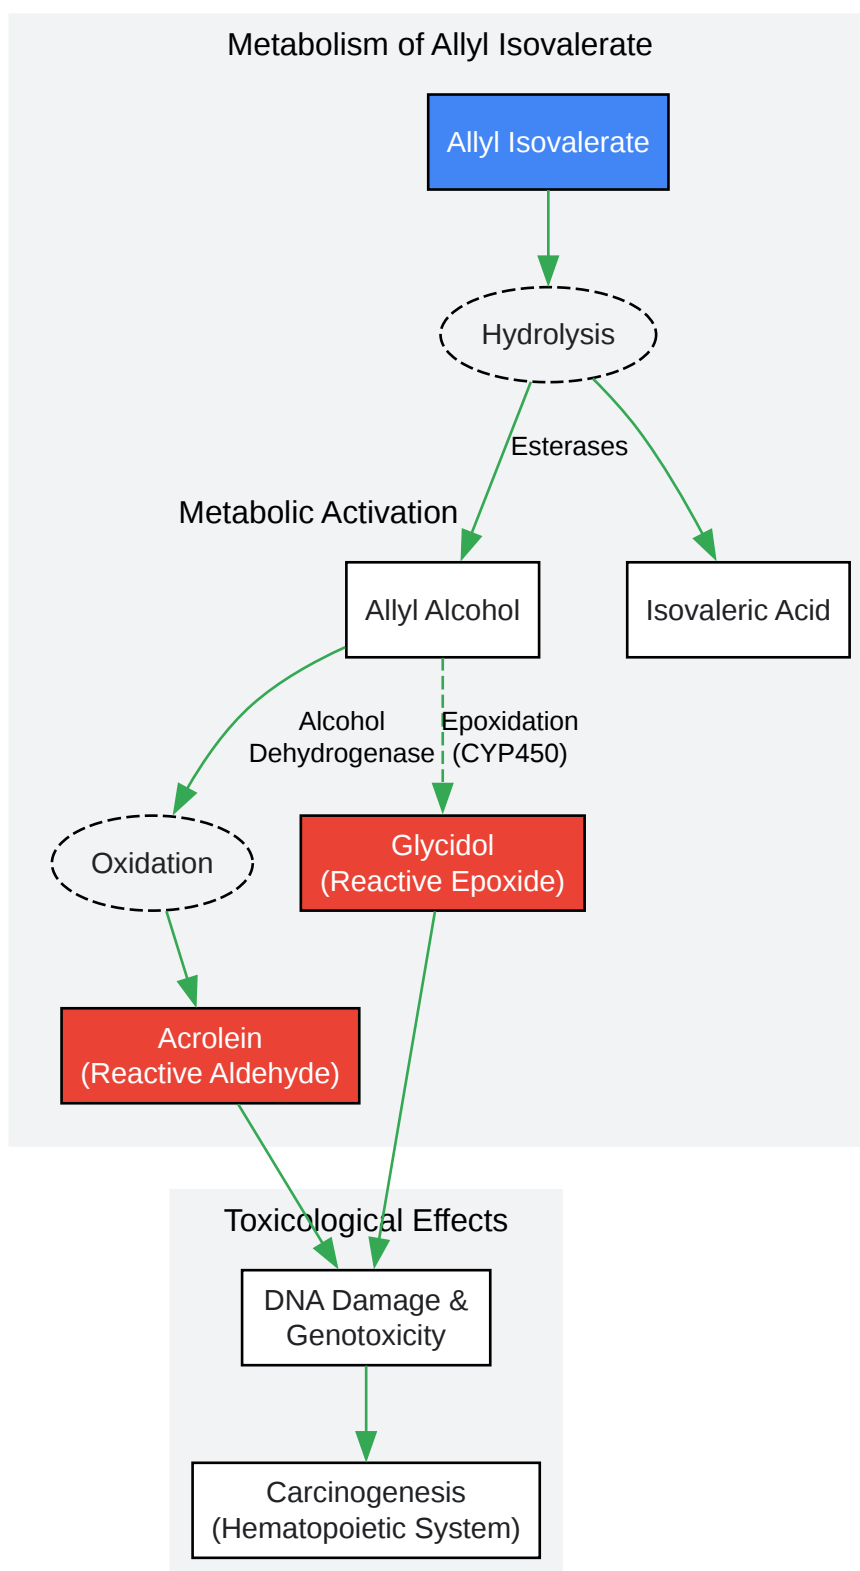 Metabolism of Allyl Isovalerate
Allyl Isovalerate
Hydrolysis
Esterases
Metabolic Activation
Allyl Alcohol
Isovaleric Acid
Alcohol
Dehydrogenase
Epoxidation
(CYP450)
Oxidation
Glycidol
(Reactive Epoxide)
Acrolein
(Reactive Aldehyde)
Toxicological Effects
DNA Damage &
Genotoxicity
Carcinogenesis
(Hematopoietic System)